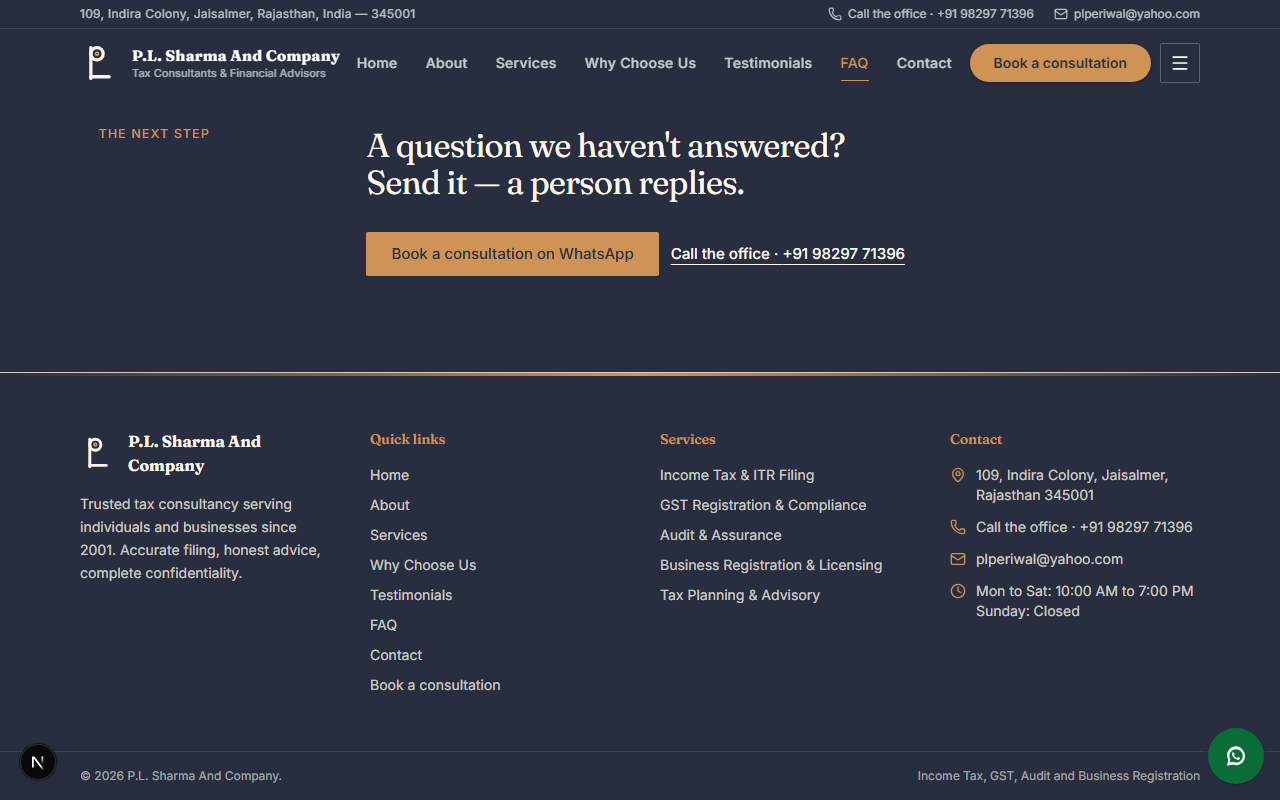 109, Indira Colony, Jaisalmer, Rajasthan, India — 345001
Call the office · +91 98297 71396
plperiwal@yahoo.com
P.L. Sharma And Company
Tax Consultants & Financial Advisors
Home
About
Services
Why Choose Us
Testimonials
FAQ
Contact
Book a consultation
THE NEXT STEP
A question we haven't answered?
Send it — a person replies.
Book a consultation on WhatsApp
Call the office · +91 98297 71396
P.L. Sharma And
Company
Trusted tax consultancy serving
individuals and businesses since
2001. Accurate filing, honest advice,
complete confidentiality.
Quick links
Home
About
Services
Why Choose Us
Testimonials
FAQ
Contact
Book a consultation
Services
Income Tax & ITR Filing
GST Registration & Compliance
Audit & Assurance
Business Registration & Licensing
Tax Planning & Advisory
Contact
109, Indira Colony, Jaisalmer,
Rajasthan 345001
Call the office · +91 98297 71396
plperiwal@yahoo.com
Mon to Sat: 10:00 AM to 7:00 PM
Sunday: Closed
N
© 2026 P.L. Sharma And Company.
Income Tax, GST, Audit and Business Registration